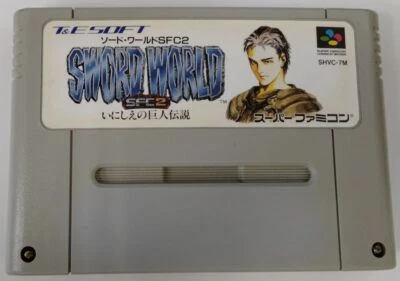 T&E SOFT
ソード・ワールドSFC2
SWORD WORLD
SFC2
いにしえの巨人伝説
TM
SHVC-7M
スーパーファミコン